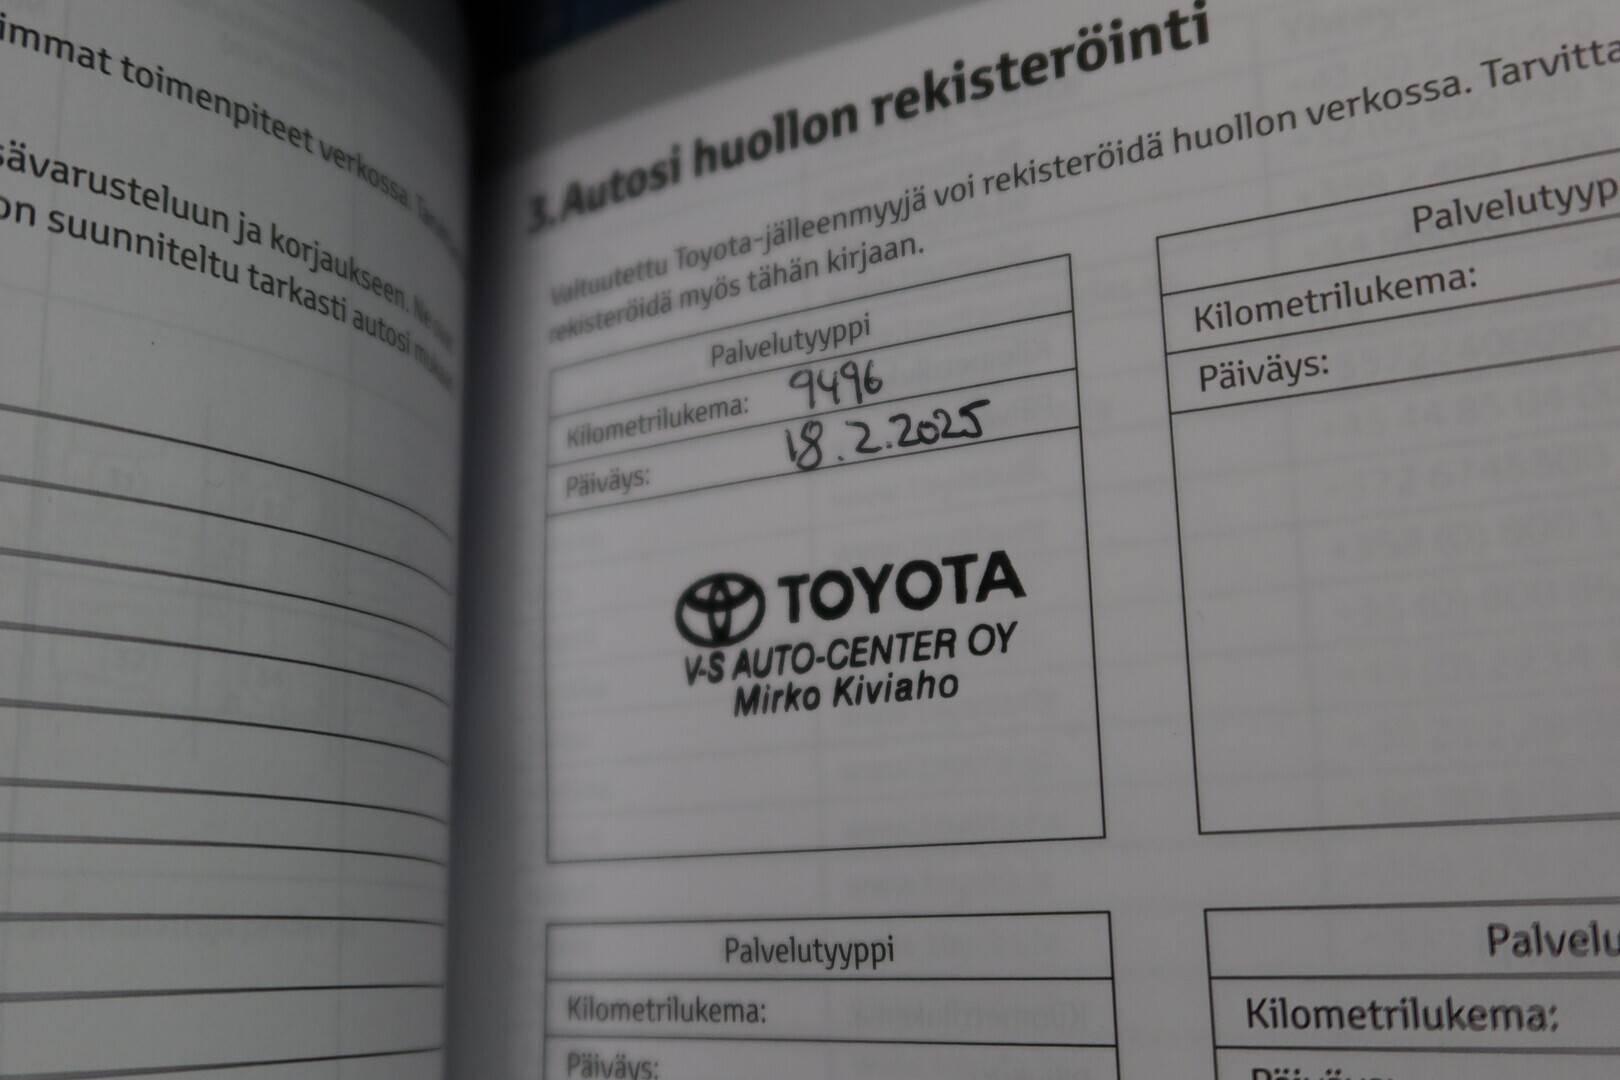 immat toimenpiteet verkossa.
sävarusteluun ja korjaukseen.
on suunniteltu tarkasti autosi
3. Autosi huollon rekisteröinti
Valtuutettu Toyota-jälleenmyyjä voi rekisteröidä huollon verkossa. Tarvitta
rekisteröidä myös tähän kirjaan.
Palvelutyyppi
Kilometrilukema: 9496
Päiväys: 18.2.2025
TOYOTA
V-S AUTO-CENTER OY
Mirko Kiviaho
Palvelutyyp
Kilometrilukema:
Päiväys:
Palvelutyyppi
Kilometrilukema:
Päiväys:
Palvelu
Kilometrilukema:
Päiväys: